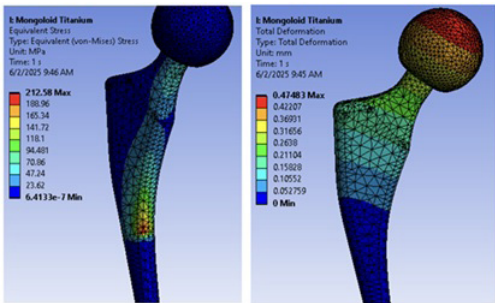 I: Mongoloid Titanium
Equivalent Stress
Type: Equivalent (von-Mises) Stress
Unit: MPa
Time: 1 s
6/2/2025 9:46 AM
212.58 Max
188.96
165.34
141.72
118.1
94.481
70.86
47.24
23.62
6.4133e-7 Min
I: Mongoloid Titanium
Total Deformation
Type: Total Deformation
Unit: mm
Time: 1 s
6/2/2025 9:45 AM
0.47483 Max
0.42207
0.36931
0.31656
0.2638
0.21104
0.15828
0.10552
0.052759
0 Min